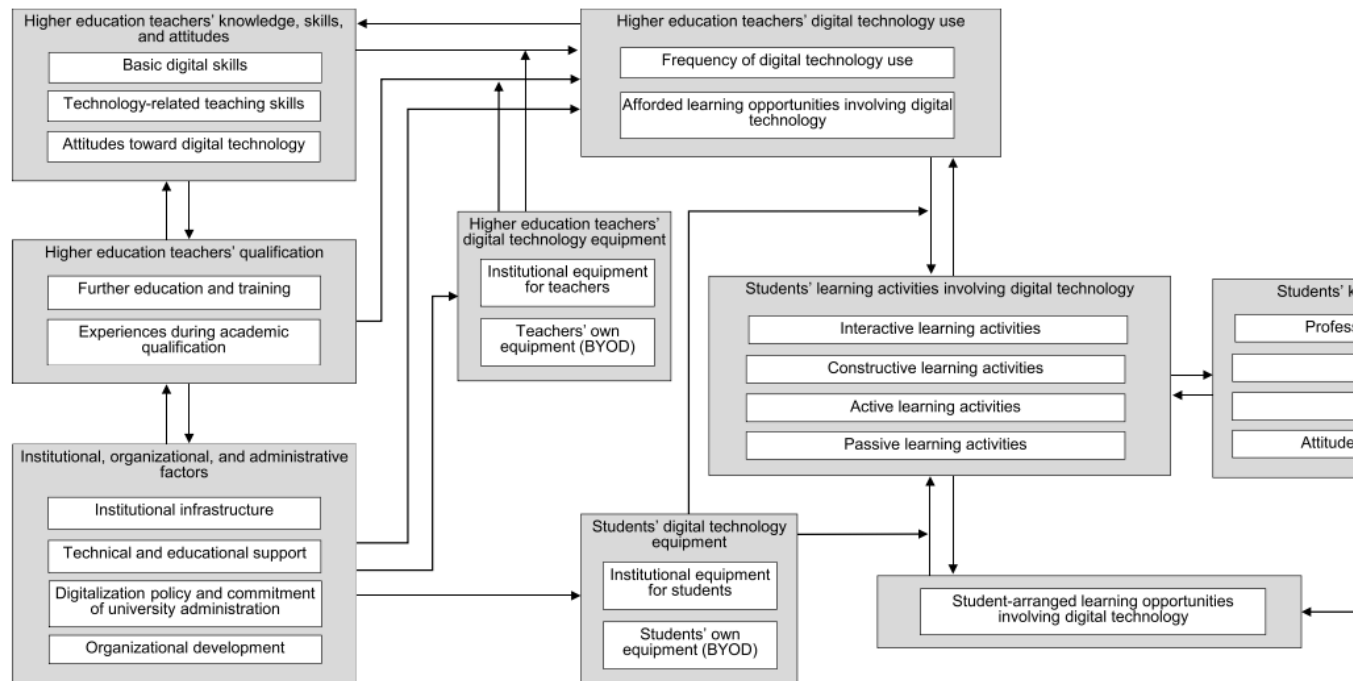 Higher education teachers’ knowledge, skills,
and attitudes
Basic digital skills
Technology-related teaching skills
Attitudes toward digital technology
Higher education teachers’ digital technology use
Frequency of digital technology use
Afforded learning opportunities involving digital
technology
Higher education teachers’ qualification
Further education and training
Experiences during academic
qualification
Higher education teachers’
digital technology equipment
Institutional equipment
for teachers
Teachers’ own
equipment (BYOD)
Students’ learning activities involving digital technology
Interactive learning activities
Constructive learning activities
Active learning activities
Passive learning activities
Students’
Attitude
Institutional, organizational, and administrative
factors
Institutional infrastructure
Technical and educational support
Digitalization policy and commitment
of university administration
Organizational development
Students’ digital technology
equipment
Institutional equipment
for students
Students’ own
equipment (BYOD)
Student-arranged learning opportunities
involving digital technology